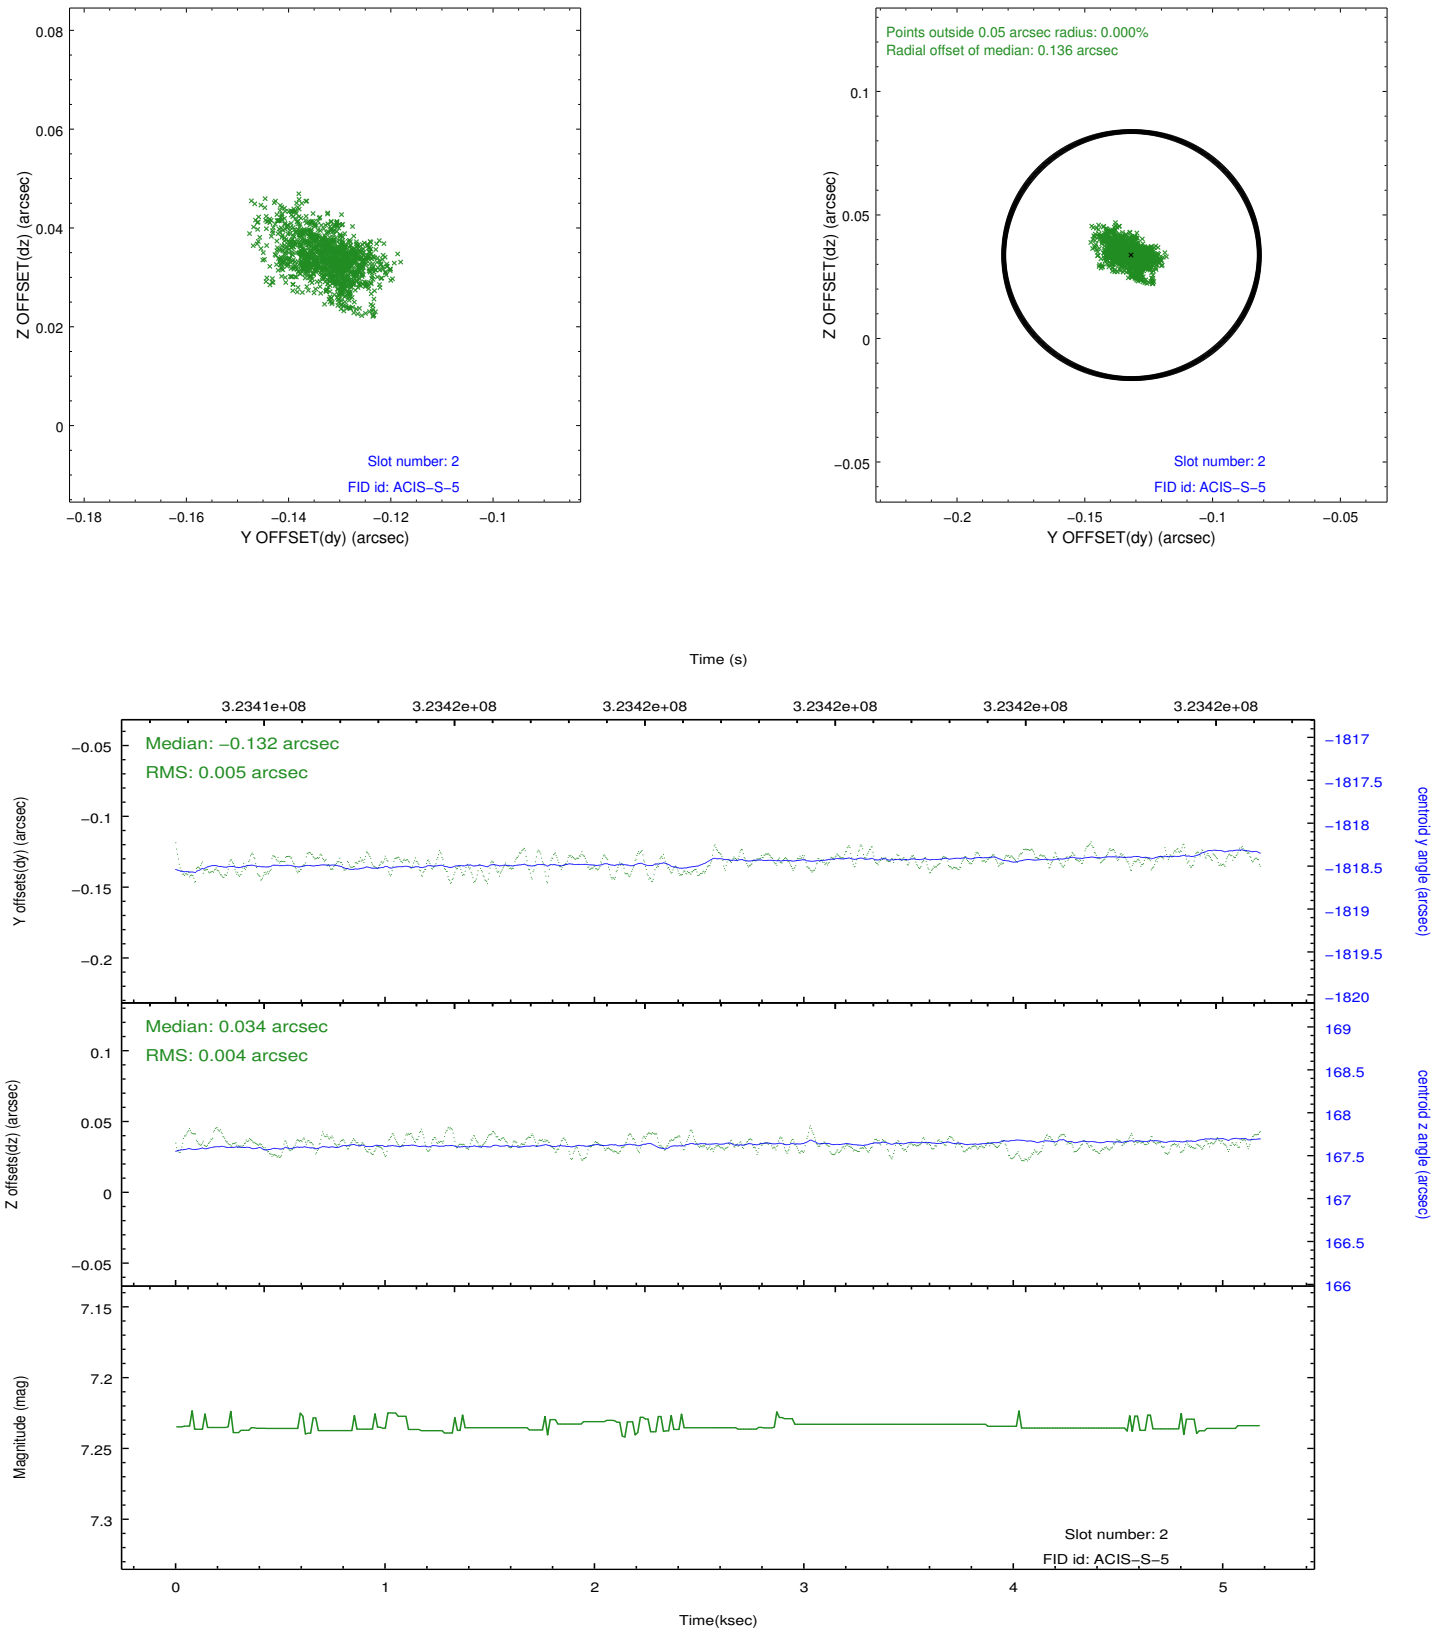 0.08
0.06
0.04
0.02
0
Z OFFSET(dz) (arcsec)
Slot number: 2
FID id: ACIS−S−5
−0.18 −0.16 −0.14 −0.12 −0.1
Y OFFSET(dy) (arcsec)
Points outside 0.05 arcsec radius: 0.000%
Radial offset of median: 0.136 arcsec
0.1
0.05
0
−0.05
Z OFFSET(dz) (arcsec)
Slot number: 2
FID id: ACIS−S−5
−0.2 −0.15 −0.1 −0.05
Y OFFSET(dy) (arcsec)
Time (s)
3.2341e+08 3.2342e+08 3.2342e+08 3.2342e+08 3.2342e+08 3.2342e+08
Median: −0.132 arcsec
RMS: 0.005 arcsec
−0.05
−0.1
−0.15
−0.2
Y offsets(dy) (arcsec)
−1817
−1817.5
−1818
−1818.5
−1819
−1819.5
−1820
centroid y angle (arcsec)
Median: 0.034 arcsec
RMS: 0.004 arcsec
0.1
0.05
0
−0.05
Z offsets(dz) (arcsec)
169
168.5
168
167.5
167
166.5
166
centroid z angle (arcsec)
7.15
7.2
7.25
7.3
Magnitude (mag)
Slot number: 2
FID id: ACIS−S−5
0 1 2 3 4 5
Time(ksec)